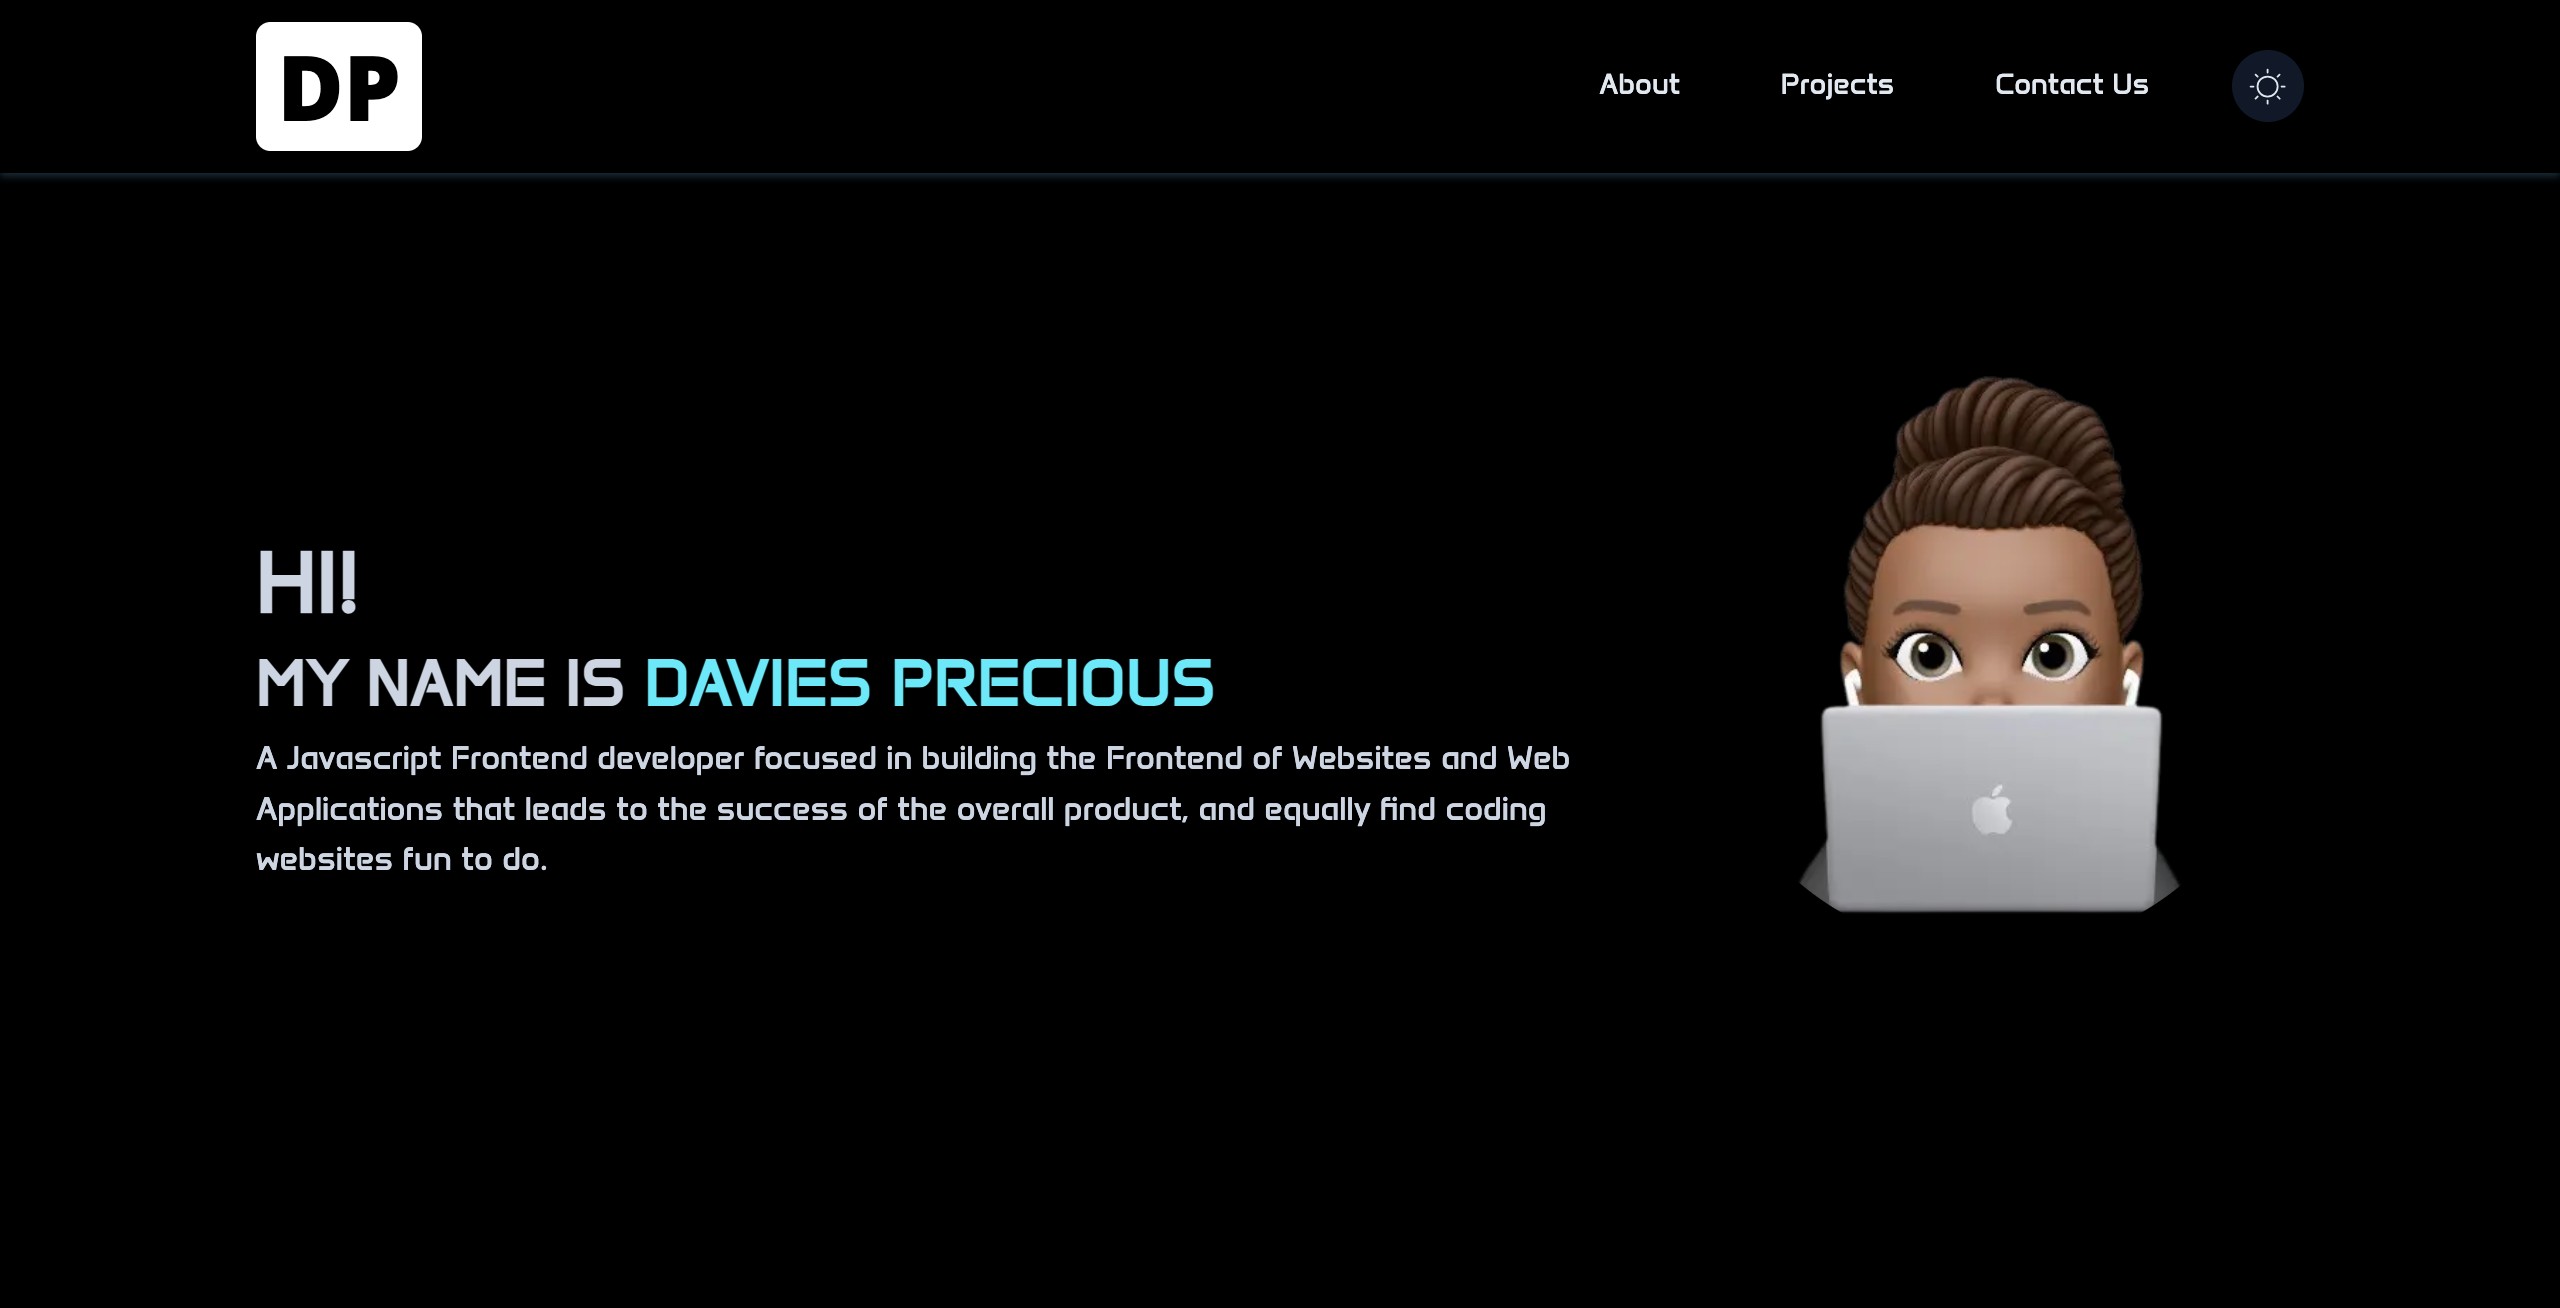 DP
About
Projects
Contact Us
HI!
MY NAME IS DAVIES PRECIOUS
A Javascript Frontend developer focused in building the Frontend of Websites and Web
Applications that leads to the success of the overall product, and equally find coding
websites fun to do.